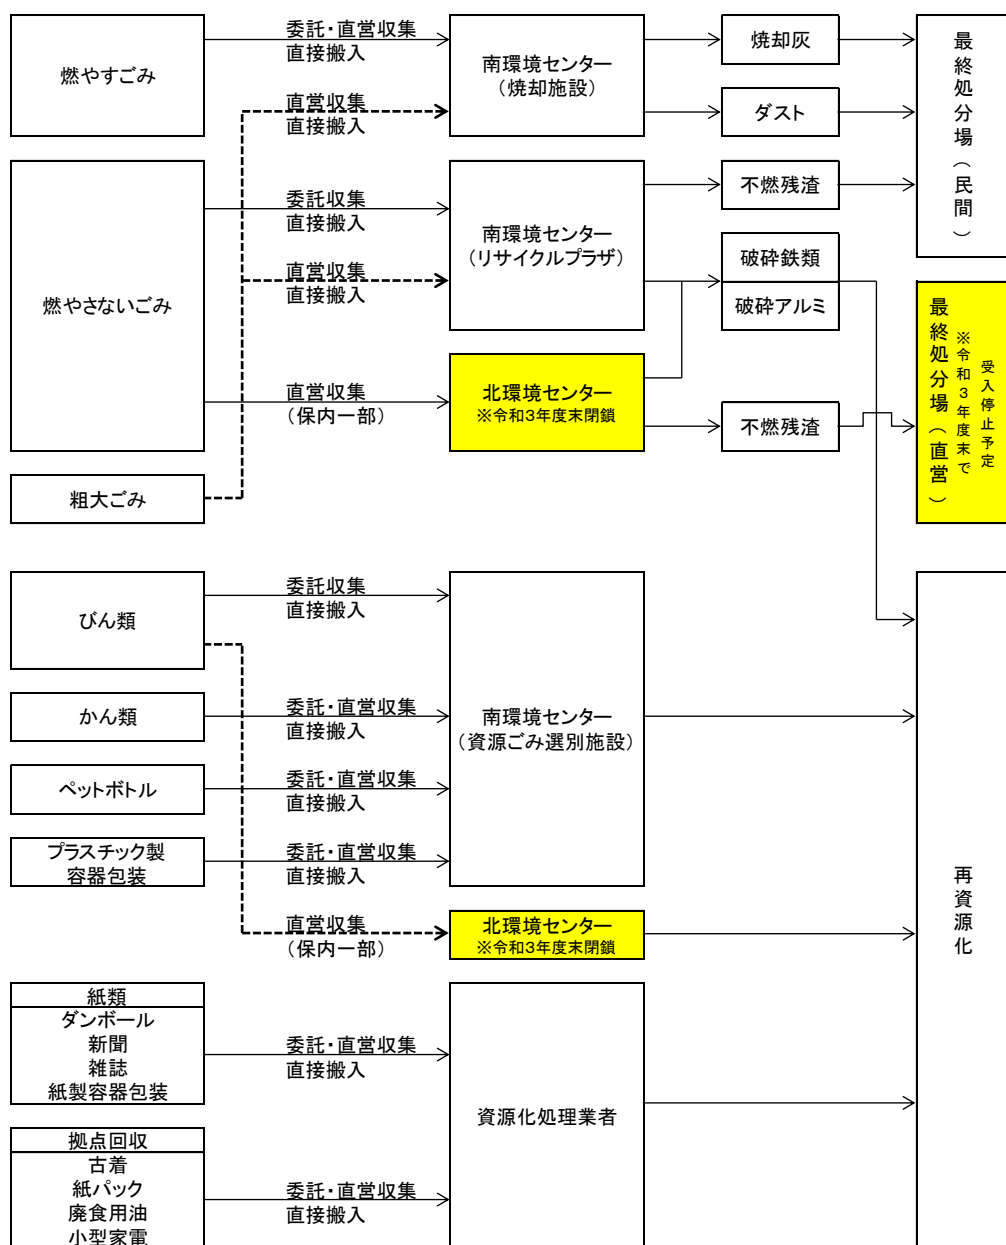 燃やすごみ
委託・直営収集
直接搬入
直営収集
直接搬入
南環境センター
（焼却施設）
焼却灰
ダスト
最終処分場（民間）
燃やさないごみ
委託収集
直接搬入
直営収集
直接搬入
直営収集
（保内一部）
南環境センター
（リサイクルプラザ）
不燃残渣
破砕鉄類
破砕アルミ
北環境センター
※令和3年度末閉鎖
不燃残渣
最終処分場（直営）
※令和3年度末で
受入停止予定
粗大ごみ
びん類
委託収集
直接搬入
かん類
委託・直営収集
直接搬入
南環境センター
（資源ごみ選別施設）
ペットボトル
委託・直営収集
直接搬入
プラスチック製
容器包装
委託・直営収集
直接搬入
直営収集
（保内一部）
北環境センター
※令和3年度末閉鎖
再資源化
紙類
ダンボール
新聞
雑誌
紙製容器包装
委託・直営収集
直接搬入
資源化処理業者
拠点回収
古着
紙パック
廃食用油
小型家電
委託・直営収集
直接搬入